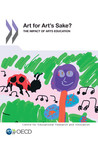 Art for Art's Sake?
THE IMPACT OF ARTS EDUCATION
OECD